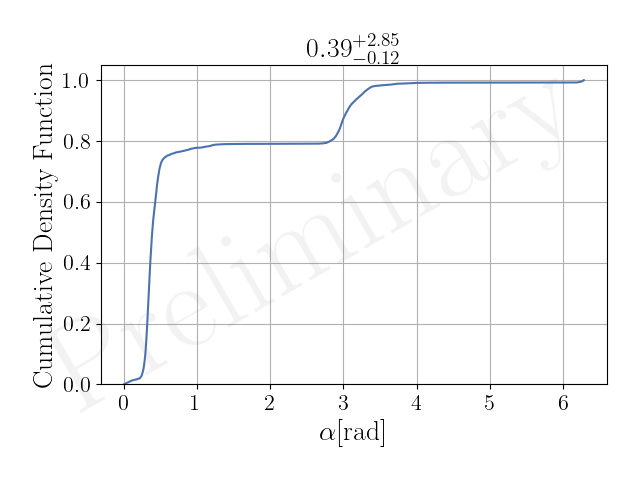 0.39^{+2.85}_{-0.12}
Cumulative Density Function
1.0
0.8
0.6
0.4
0.2
0.0
0 1 2 3 4 5 6
α[rad]
Preliminary